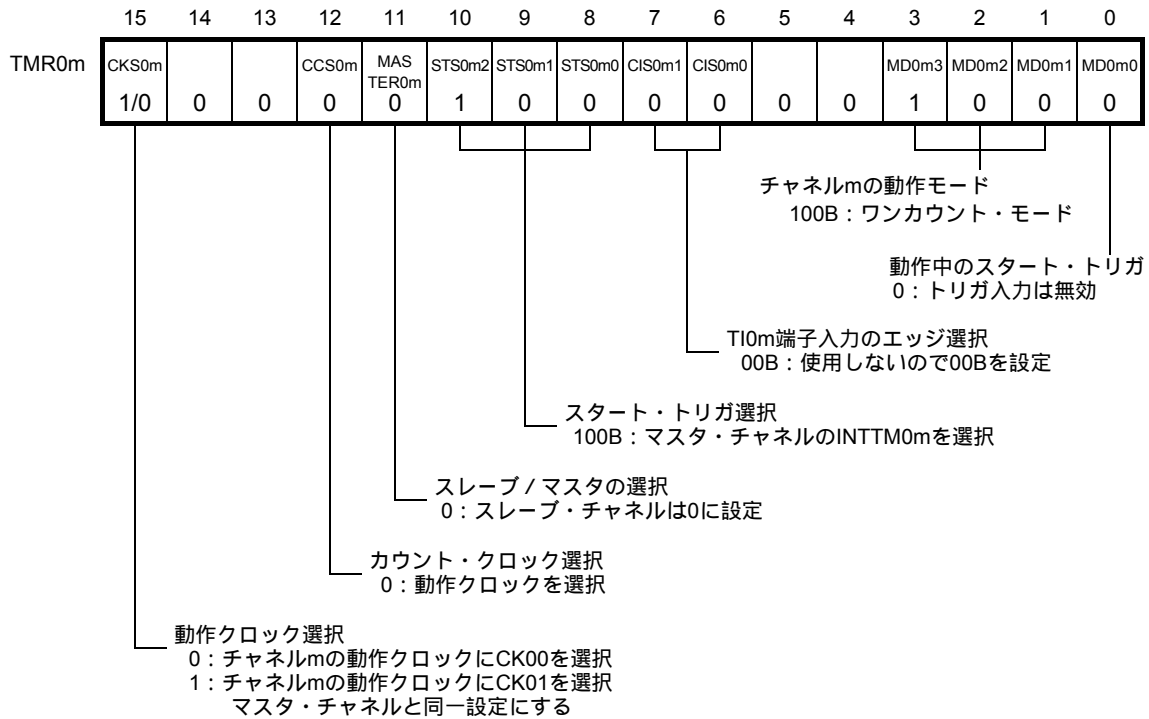 15 14 13 12 11 10 9 8 7 6 5 4 3 2 1 0
TMR0m
CKS0m CCS0m MAS TER0m STS0m2 STS0m1 STS0m0 CIS0m1 CIS0m0 MD0m3 MD0m2 MD0m1 MD0m0
1/0 0 0 0 0 1 0 0 0 0 0 0 1 0 0 0
チャネルmの動作モード
100B：ワンカウント・モード
動作中のスタート・トリガ
0：トリガ入力は無効
TI0m端子入力のエッジ選択
00B：使用しないので00Bを設定
スタート・トリガ選択
100B：マスタ・チャネルのINTTM0mを選択
スレーブ／マスタの選択
0：スレーブ・チャネルは0に設定
カウント・クロック選択
0：動作クロックを選択
動作クロック選択
0：チャネルmの動作クロックにCK00を選択
1：チャネルmの動作クロックにCK01を選択
マスタ・チャネルと同一設定にする